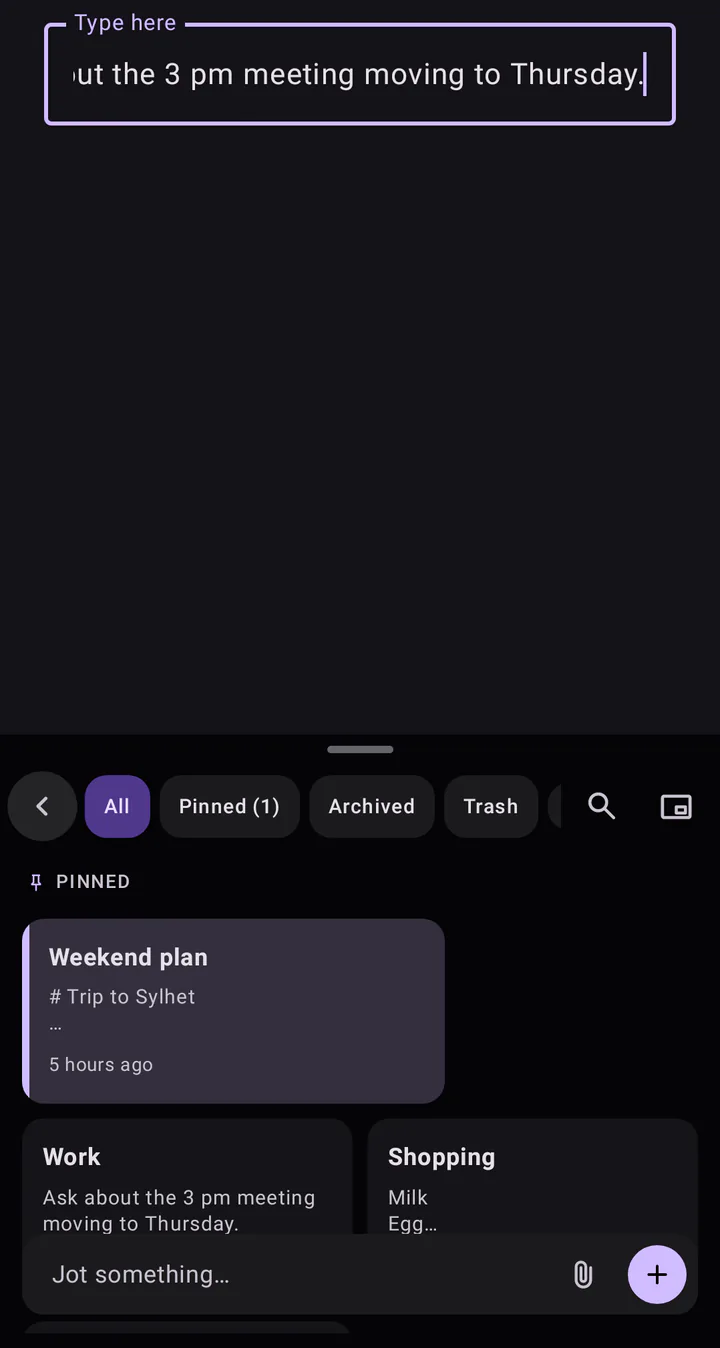 Type here
out the 3 pm meeting moving to Thursday.
All
Pinned (1)
Archived
Trash
PINNED
Weekend plan
# Trip to Sylhet
…
5 hours ago
Work
Ask about the 3 pm meeting
moving to Thursday.
Shopping
Milk
Egg…
Jot something…